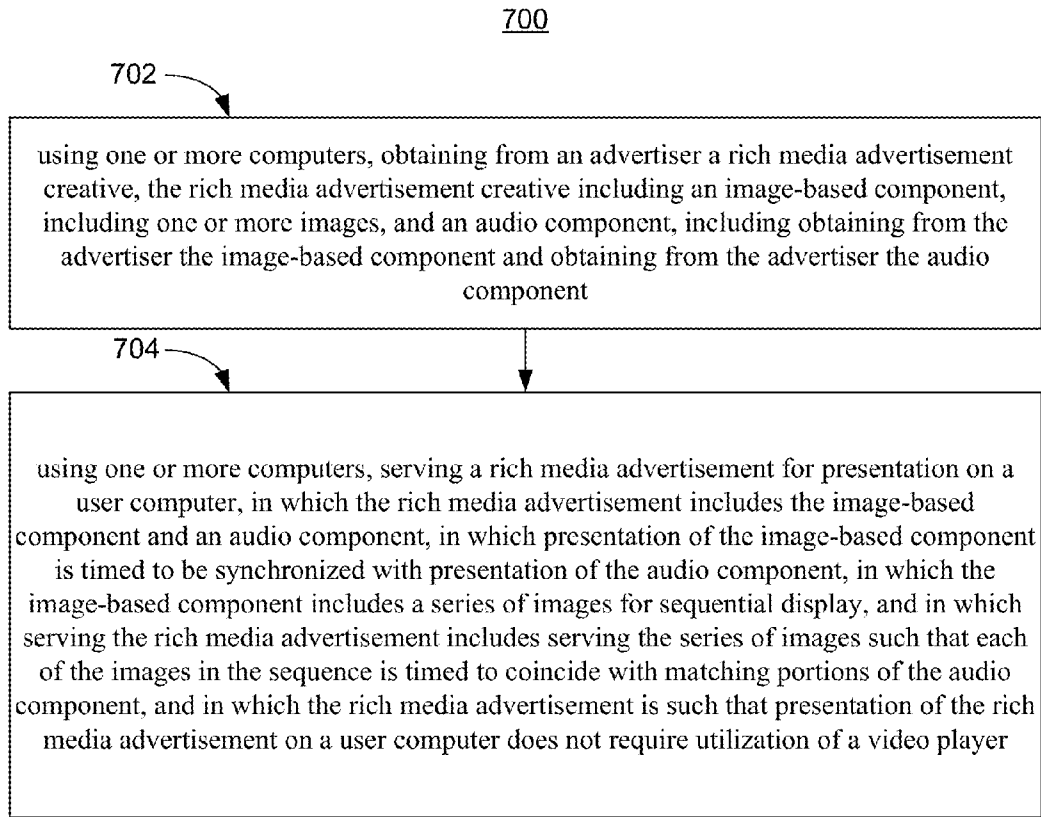 700
702
using one or more computers, obtaining from an advertiser a rich media advertisement
creative, the rich media advertisement creative including an image-based component,
including one or more images, and an audio component, including obtaining from the
advertiser the image-based component and obtaining from the advertiser the audio
component
704
using one or more computers, serving a rich media advertisement for presentation on a
user computer, in which the rich media advertisement includes the image-based
component and an audio component, in which presentation of the image-based component
is timed to be synchronized with presentation of the audio component, in which the
image-based component includes a series of images for sequential display, and in which
serving the rich media advertisement includes serving the series of images such that each
of the images in the sequence is timed to coincide with matching portions of the audio
component, and in which the rich media advertisement is such that presentation of the rich
media advertisement on a user computer does not require utilization of a video player